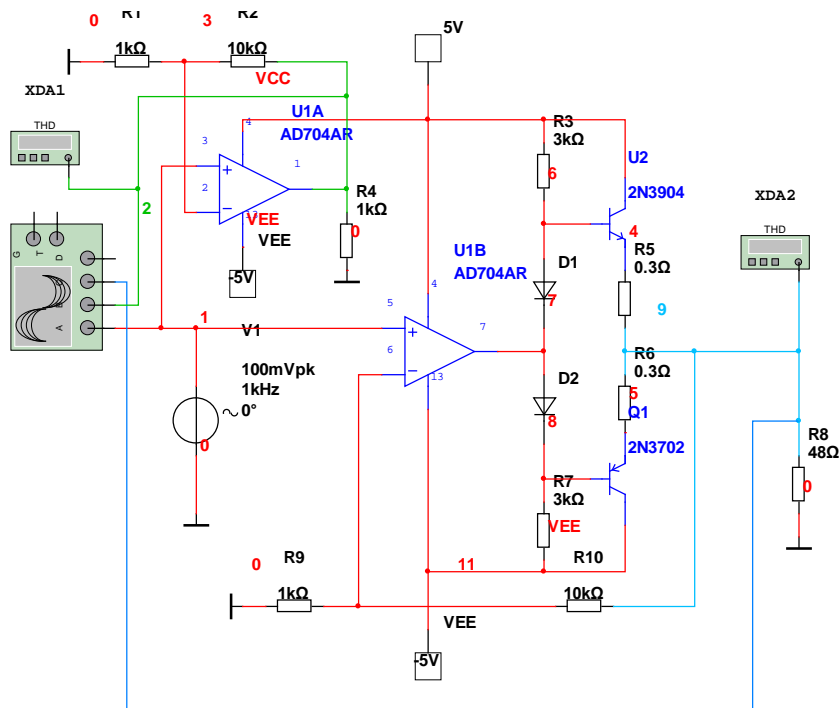 R1
R2
0
3
5V
1kΩ
10kΩ
VCC
XDA1
THD
U1A
AD704AR
4
3
1
2
R3
3kΩ
6
U2
2N3904
R4
1kΩ
0
XDA2
THD
2
VEE
VEE
-5V
4
R5
0.3Ω
U1B
AD704AR
4
D1
7
G
T
D
A
1
V1
5
6
7
9
100mVpk
1kHz
0°
13
R6
0.3Ω
5
D2
8
Q1
2N3702
0
R8
48Ω
0
R7
3kΩ
VEE
0
R9
11
R10
1kΩ
10kΩ
VEE
-5V